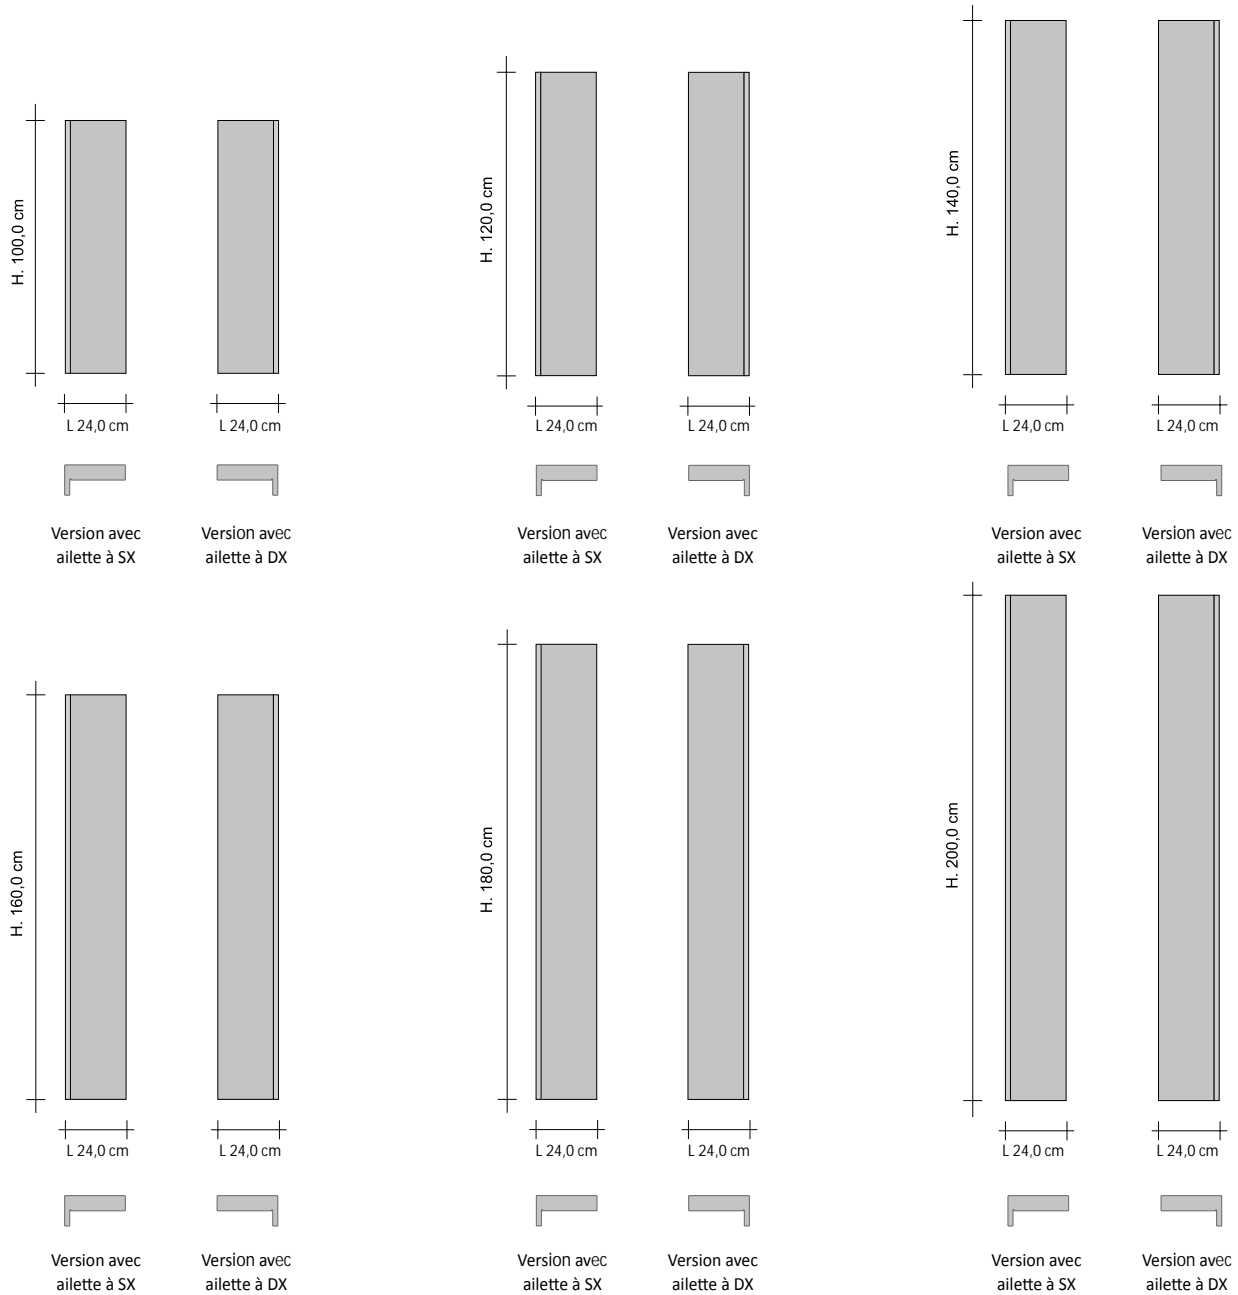 H. 100,0 cm
L 24,0 cm
L 24,0 cm
Version avec
ailette à SX
Version avec
ailette à DX
H. 120,0 cm
L 24,0 cm
L 24,0 cm
Version avec
ailette à SX
Version avec
ailette à DX
H. 140,0 cm
L 24,0 cm
L 24,0 cm
Version avec
ailette à SX
Version avec
ailette à DX
H. 160,0 cm
L 24,0 cm
L 24,0 cm
Version avec
ailette à SX
Version avec
ailette à DX
H. 180,0 cm
L 24,0 cm
L 24,0 cm
Version avec
ailette à SX
Version avec
ailette à DX
H. 200,0 cm
L 24,0 cm
L 24,0 cm
Version avec
ailette à SX
Version avec
ailette à DX